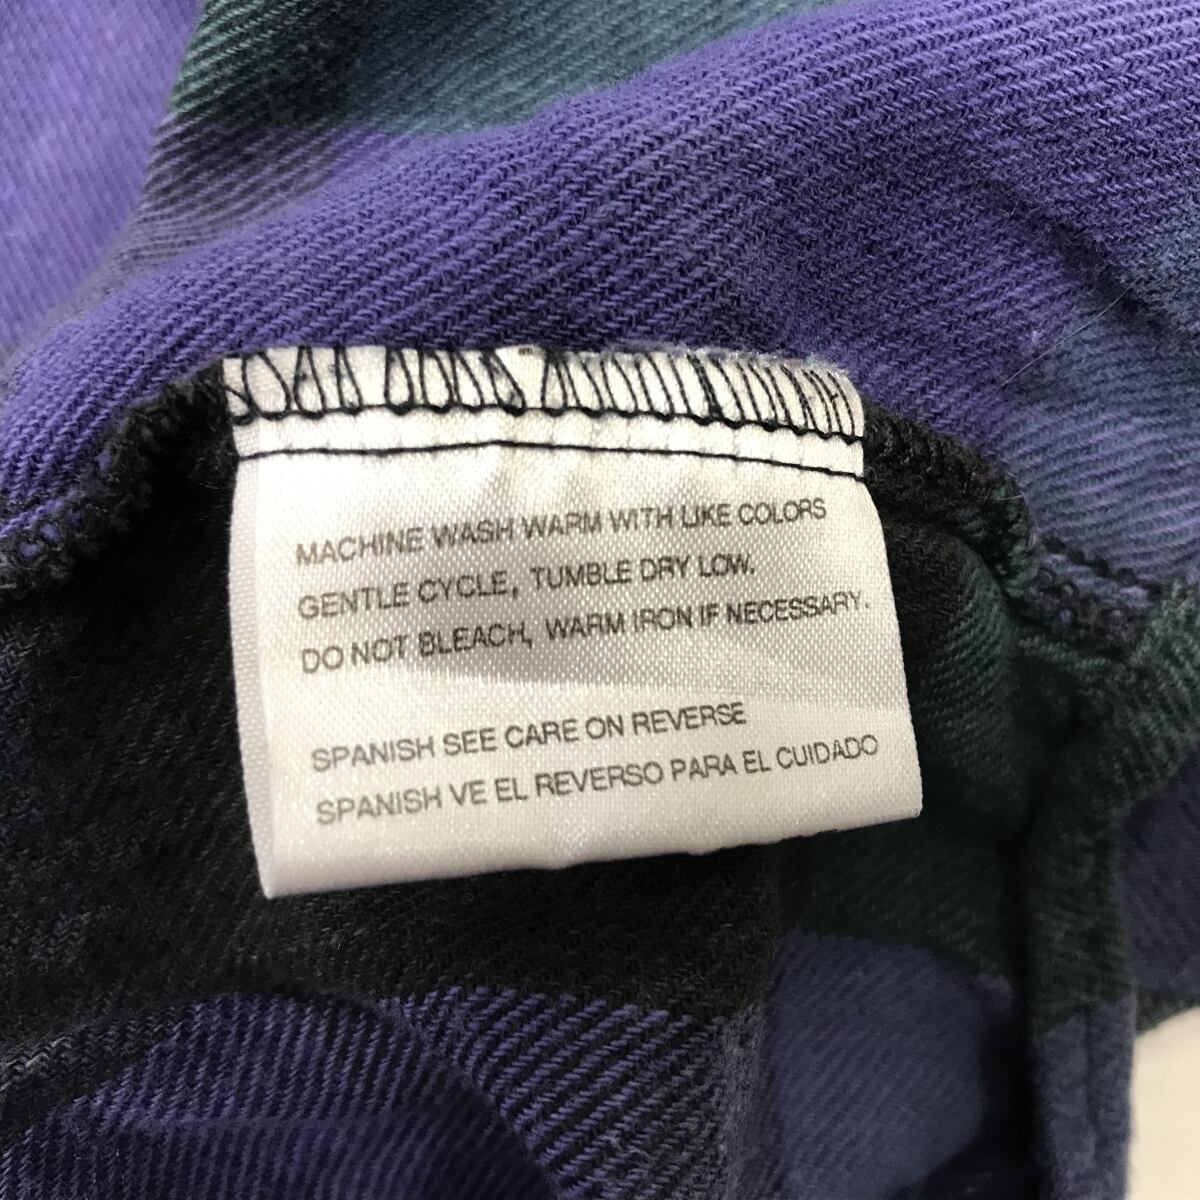 MACHINE WASH WARM WITH LIKE COLORS
GENTLE CYCLE, TUMBLE DRY LOW.
DO NOT BLEACH, WARM IRON IF NECESSARY.
SPANISH SEE CARE ON REVERSE
SPANISH VE EL REVERSO PARA EL CUIDADO